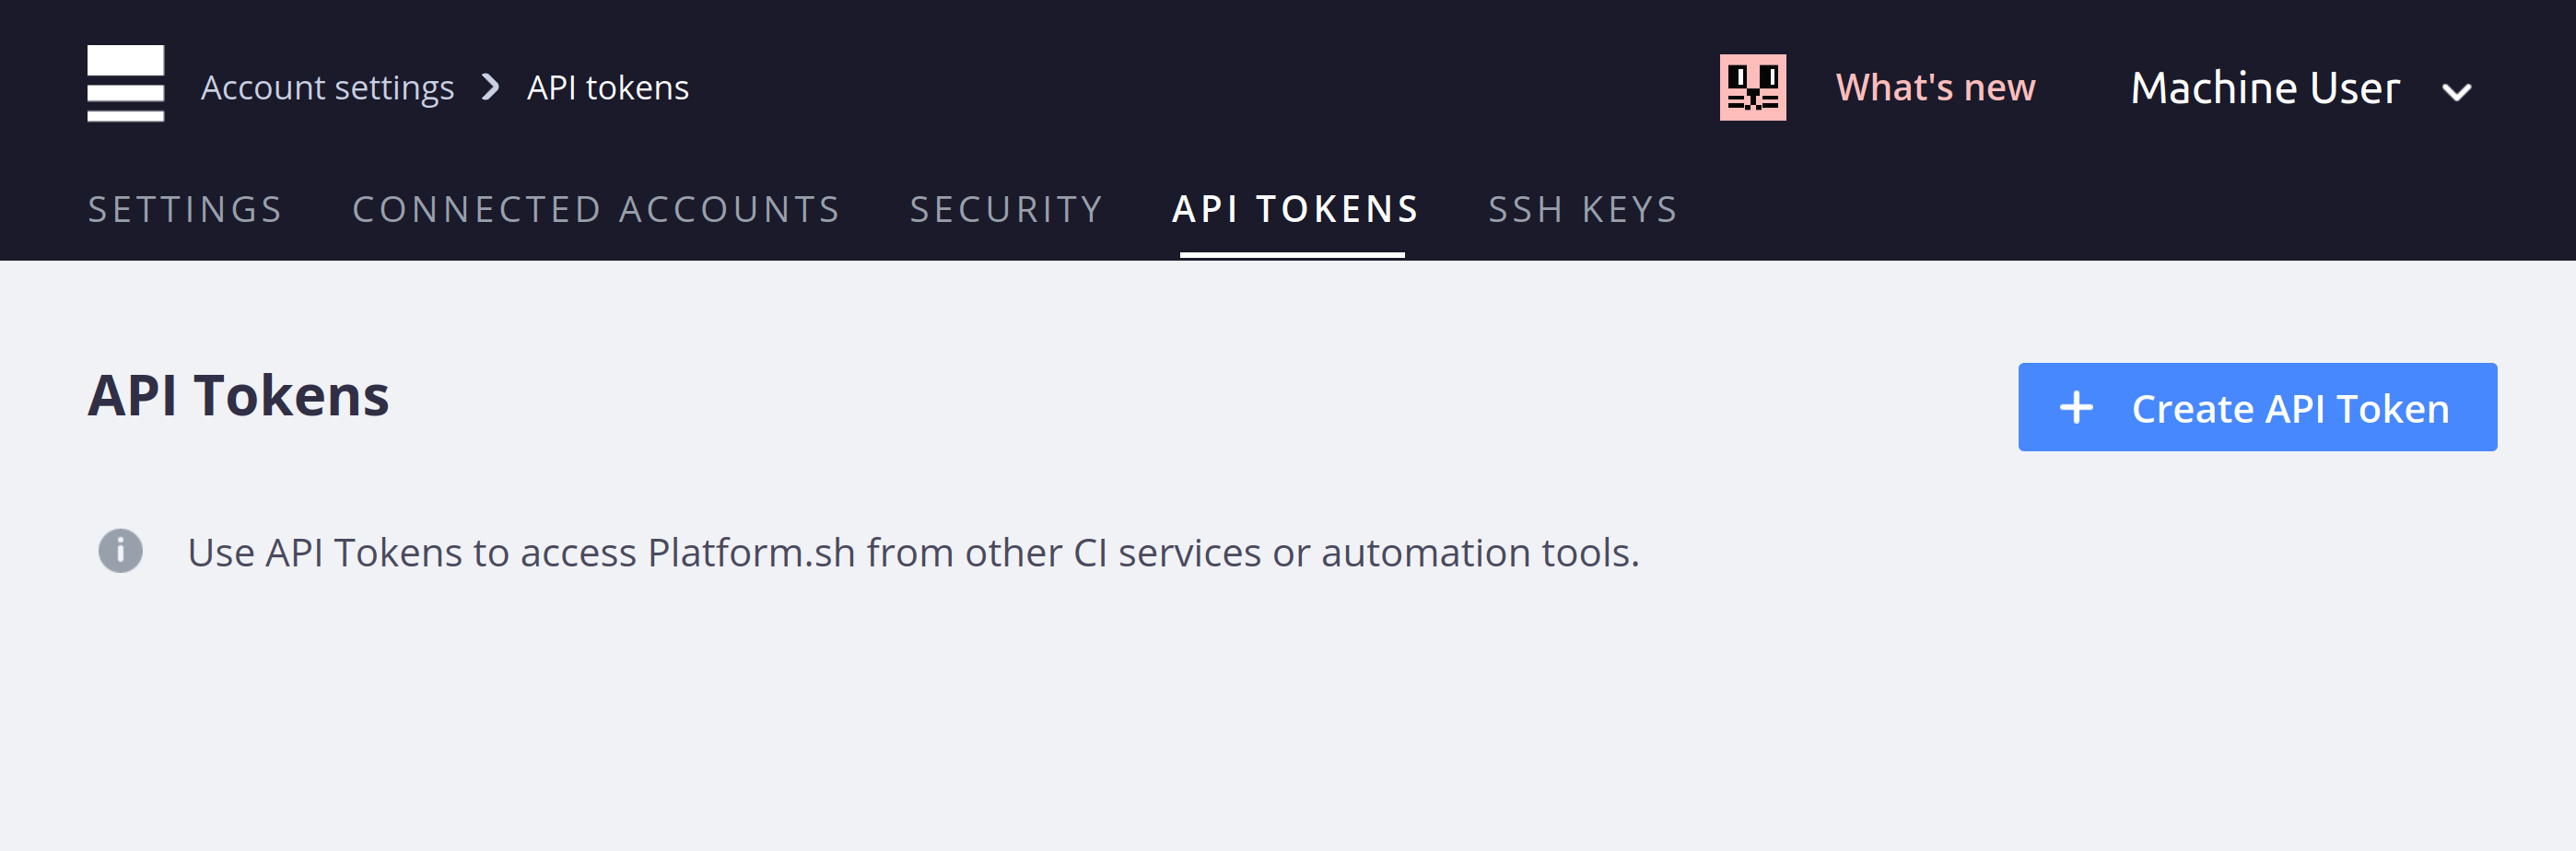 Account settings API tokens What's new Machine User
SETTINGS CONNECTED ACCOUNTS SECURITY API TOKENS SSH KEYS
API Tokens
Create API Token
Use API Tokens to access Platform.sh from other CI services or automation tools.